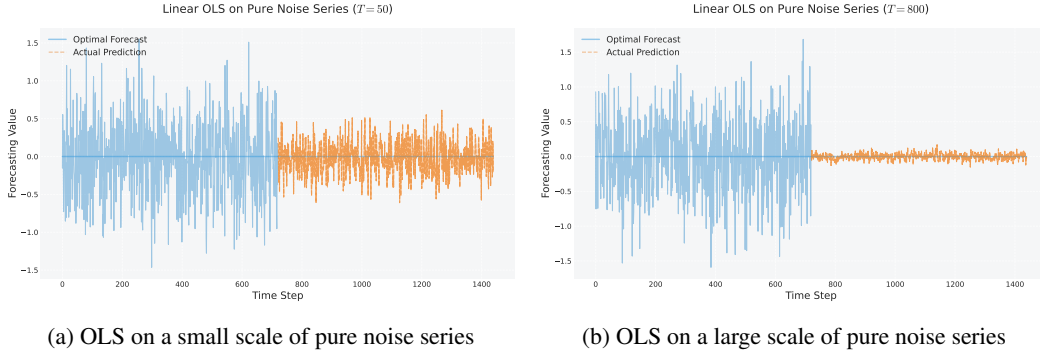 Linear OLS on Pure Noise Series (T = 50)
Optimal Forecast
Actual Prediction
Forecasting Value
1.5
1.0
0.5
0.0
−0.5
−1.0
−1.5
0 200 400 600 800 1000 1200 1400
Time Step
(a) OLS on a small scale of pure noise series
Linear OLS on Pure Noise Series (T = 800)
Optimal Forecast
Actual Prediction
Forecasting Value
1.5
1.0
0.5
0.0
−0.5
−1.0
−1.5
0 200 400 600 800 1000 1200 1400
Time Step
(b) OLS on a large scale of pure noise series